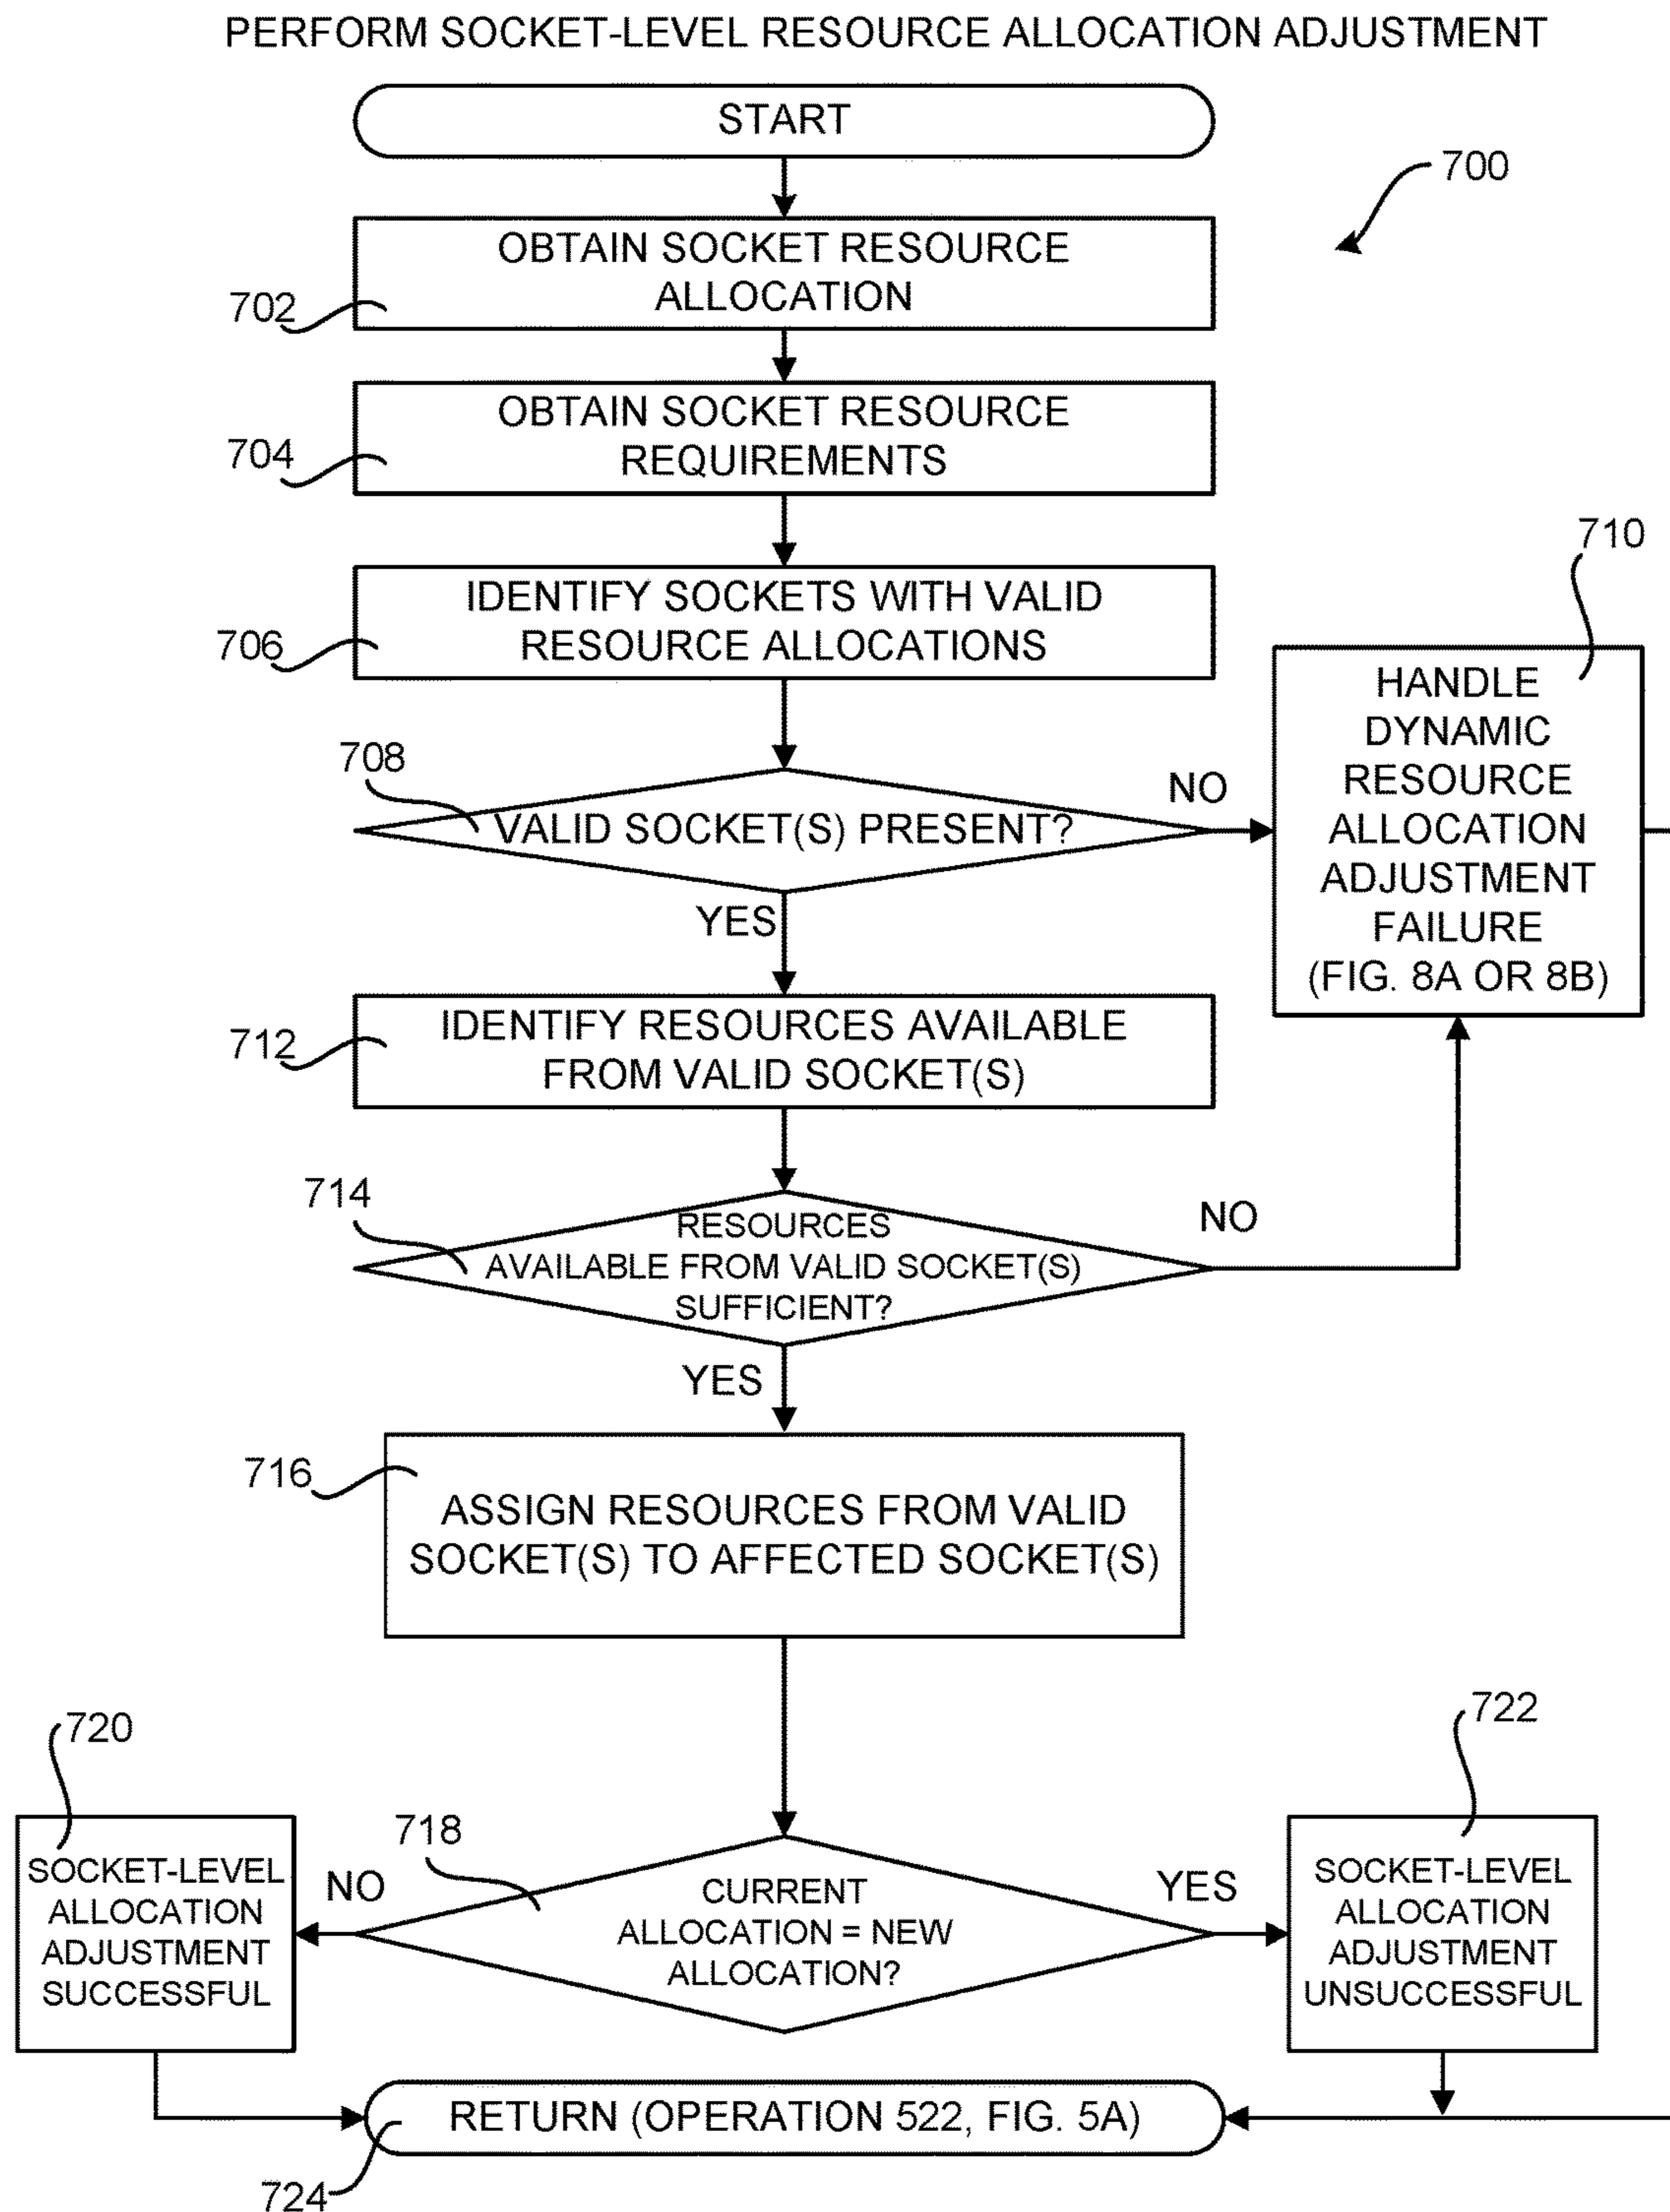 PERFORM SOCKET-LEVEL RESOURCE ALLOCATION ADJUSTMENT
START
700
OBTAIN SOCKET RESOURCE
ALLOCATION
702
OBTAIN SOCKET RESOURCE
REQUIREMENTS
704
IDENTIFY SOCKETS WITH VALID
RESOURCE ALLOCATIONS
706
708
VALID SOCKET(S) PRESENT?
NO
YES
710
HANDLE
DYNAMIC
RESOURCE
ALLOCATION
ADJUSTMENT
FAILURE
(FIG. 8A OR 8B)
IDENTIFY RESOURCES AVAILABLE
FROM VALID SOCKET(S)
712
714
RESOURCES
AVAILABLE FROM VALID SOCKET(S)
SUFFICIENT?
NO
YES
716
ASSIGN RESOURCES FROM VALID
SOCKET(S) TO AFFECTED SOCKET(S)
718
CURRENT
ALLOCATION = NEW
ALLOCATION?
NO
YES
720
SOCKET-LEVEL
ALLOCATION
ADJUSTMENT
SUCCESSFUL
722
SOCKET-LEVEL
ALLOCATION
ADJUSTMENT
UNSUCCESSFUL
RETURN (OPERATION 522, FIG. 5A)
724